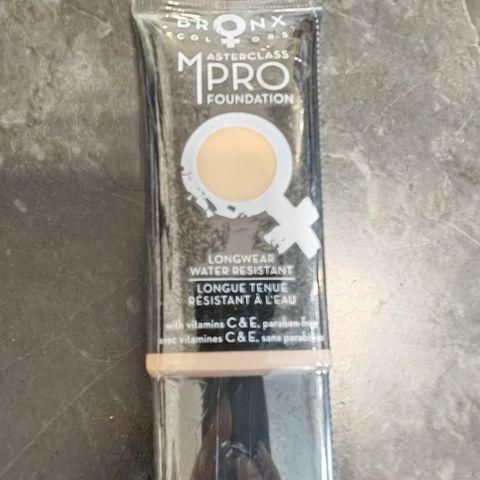 BRONX
COLORS
MASTERCLASS
PRO
FOUNDATION
LONGWEAR
WATER RESISTANT
LONGUE TENUE
RÉSISTANT À L'EAU
with vitamins C & E, paraben-free
avec vitamines C & E, sans parabènes